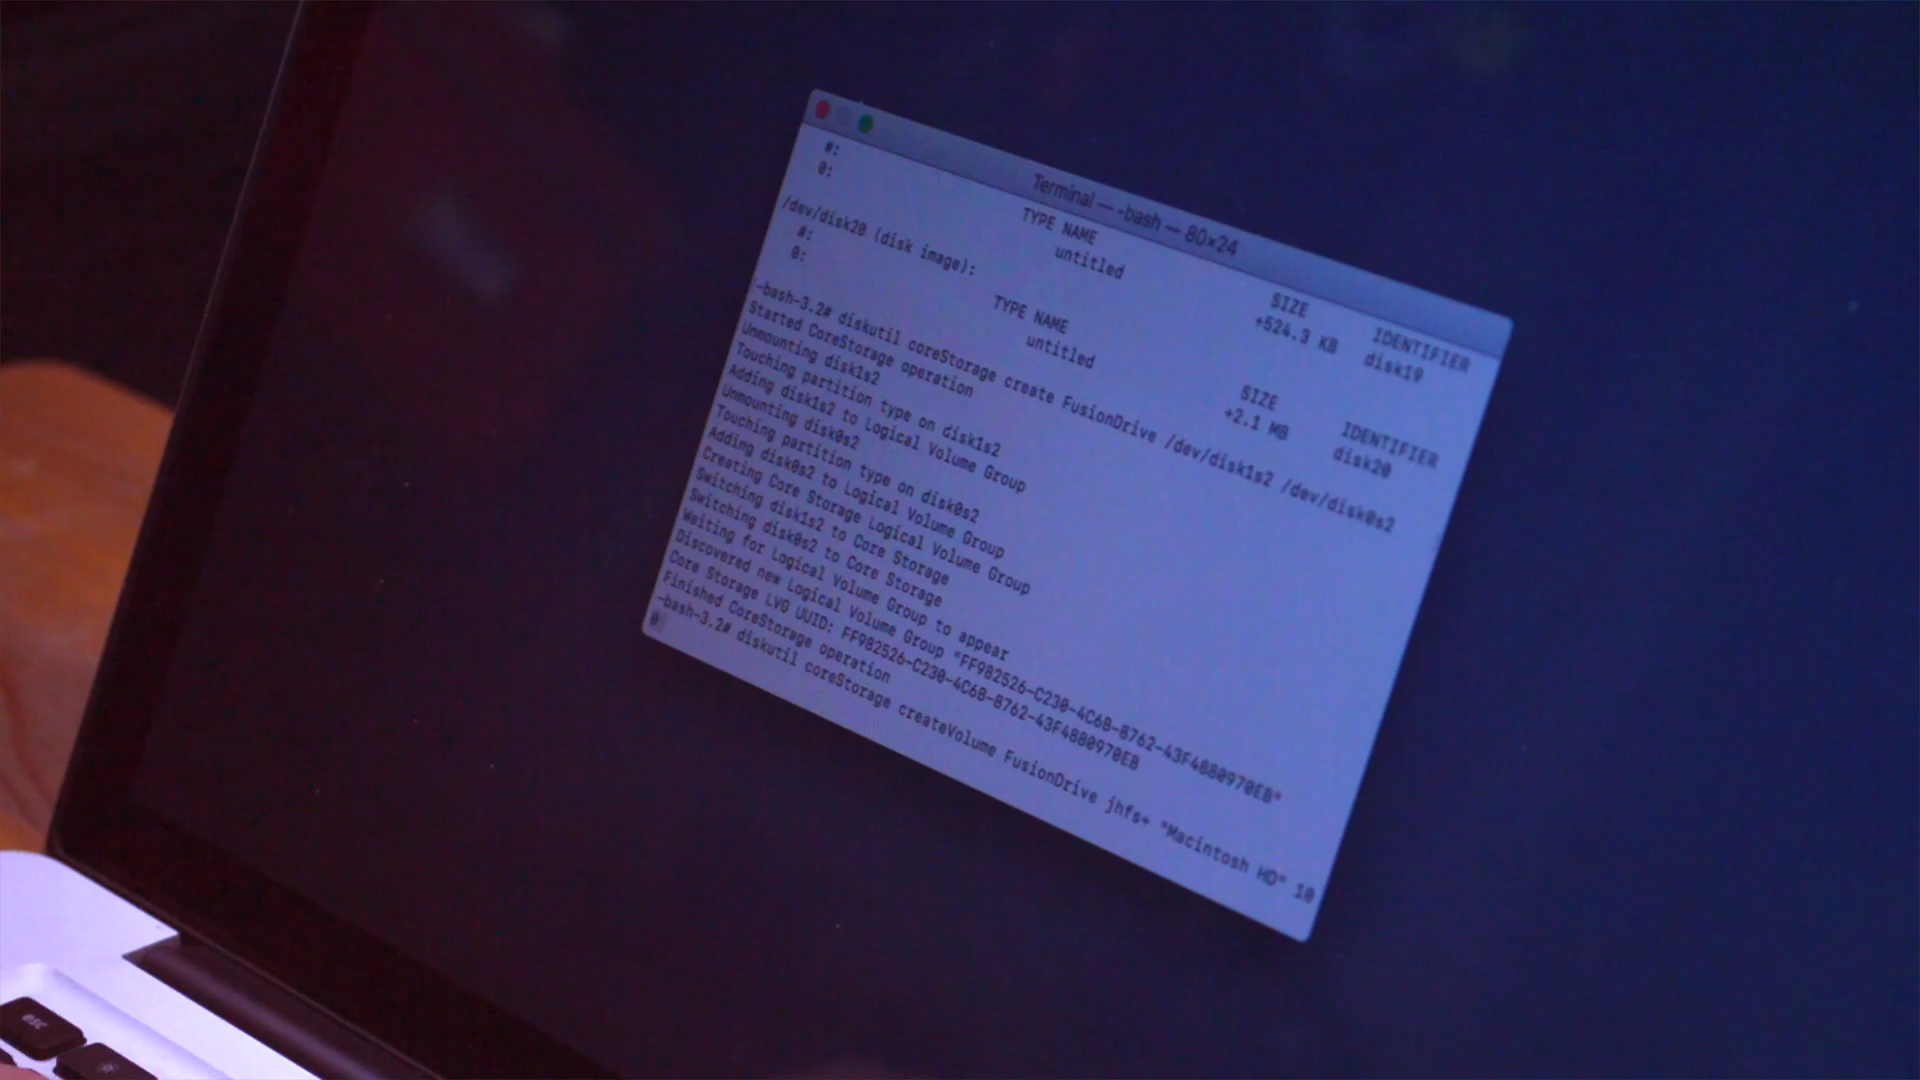 Terminal — -bash — 80×24
#: TYPE NAME SIZE IDENTIFIER
0: untitled +524.3 KB disk19
/dev/disk20 (disk image):
#: TYPE NAME SIZE IDENTIFIER
0: untitled +2.1 MB disk20
-bash-3.2# diskutil coreStorage create FusionDrive /dev/disk1s2 /dev/disk0s2
Started CoreStorage operation
Unmounting disk1s2
Touching partition type on disk1s2
Adding disk1s2 to Logical Volume Group
Unmounting disk0s2
Touching partition type on disk0s2
Adding disk0s2 to Logical Volume Group
Creating Core Storage Logical Volume Group
Switching disk1s2 to Core Storage
Switching disk0s2 to Core Storage
Waiting for Logical Volume Group to appear
Discovered new Logical Volume Group "FF982526-C230-4C6B-8762-43F4880970EB"
Core Storage LVG UUID: FF982526-C230-4C6B-8762-43F4880970EB
Finished CoreStorage operation
-bash-3.2# diskutil coreStorage createVolume FusionDrive jhfs+ "Macintosh HD" 10
0
esc